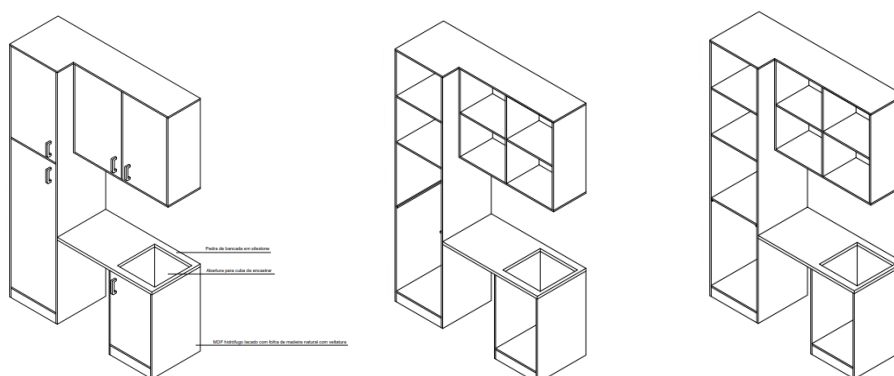 Pedra de bancada em silestone
Abertura para cuba de encastrar
MDF hidrófugo lacado com folha de madeira natural com velatura